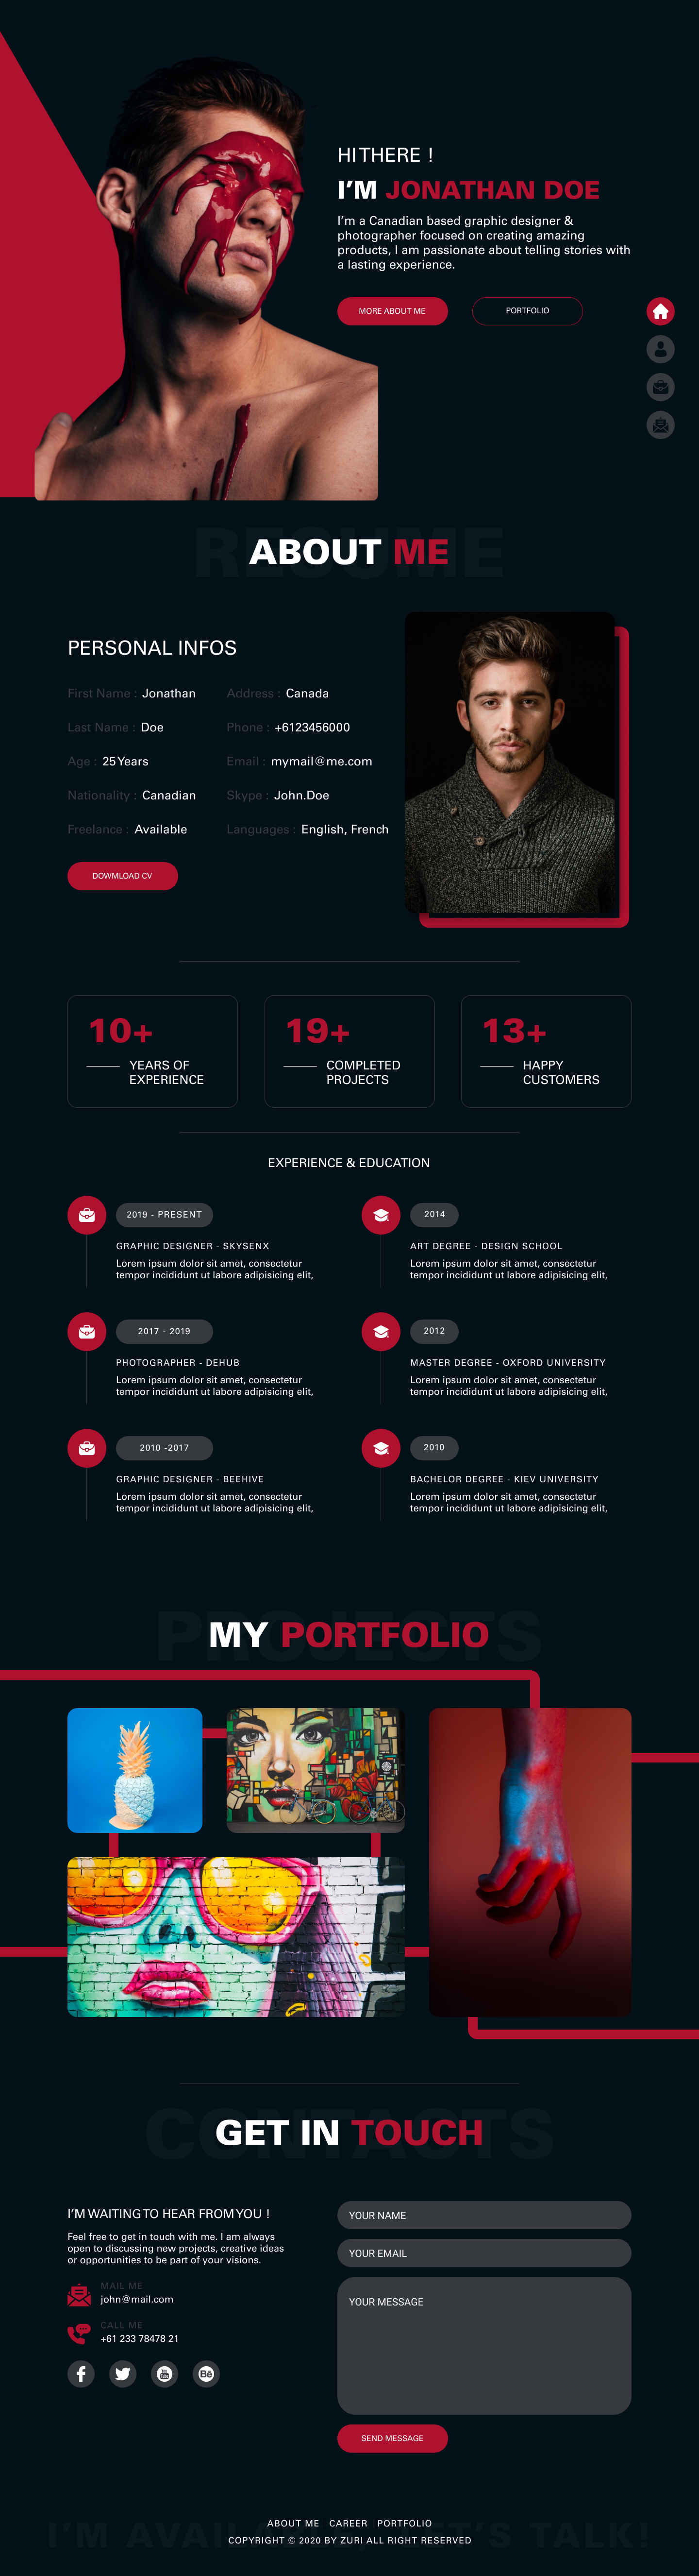 HI THERE !
I'M JONATHAN DOE
I'm a Canadian based graphic designer &
photographer focused on creating amazing
products, I am passionate about telling stories with
a lasting experience.
MORE ABOUT ME
PORTFOLIO
RESUME
ABOUT ME
PERSONAL INFOS
First Name : Jonathan
Address : Canada
Last Name : Doe
Phone : +6123456000
Age : 25 Years
Email : mymail@me.com
Nationality : Canadian
Skype : John.Doe
Freelance : Available
Languages : English, French
DOWMLOAD CV
10+
YEARS OF
EXPERIENCE
19+
COMPLETED
PROJECTS
13+
HAPPY
CUSTOMERS
EXPERIENCE & EDUCATION
2019 - PRESENT
GRAPHIC DESIGNER - SKYSENX
Lorem ipsum dolor sit amet, consectetur
tempor incididunt ut labore adipisicing elit,
2014
ART DEGREE - DESIGN SCHOOL
Lorem ipsum dolor sit amet, consectetur
tempor incididunt ut labore adipisicing elit,
2017 - 2019
PHOTOGRAPHER - DEHUB
Lorem ipsum dolor sit amet, consectetur
tempor incididunt ut labore adipisicing elit,
2012
MASTER DEGREE - OXFORD UNIVERSITY
Lorem ipsum dolor sit amet, consectetur
tempor incididunt ut labore adipisicing elit,
2010 -2017
GRAPHIC DESIGNER - BEEHIVE
Lorem ipsum dolor sit amet, consectetur
tempor incididunt ut labore adipisicing elit,
2010
BACHELOR DEGREE - KIEV UNIVERSITY
Lorem ipsum dolor sit amet, consectetur
tempor incididunt ut labore adipisicing elit,
PROJECTS
MY PORTFOLIO
CONTACTS
GET IN TOUCH
I'M WAITING TO HEAR FROM YOU !
Feel free to get in touch with me. I am always
open to discussing new projects, creative ideas
or opportunities to be part of your visions.
MAIL ME
john@mail.com
CALL ME
+61 233 78478 21
YOUR NAME
YOUR EMAIL
YOUR MESSAGE
SEND MESSAGE
I'M LET'S TALK!
ABOUT ME | CAREER | PORTFOLIO
COPYRIGHT © 2020 BY ZURI ALL RIGHT RESERVED